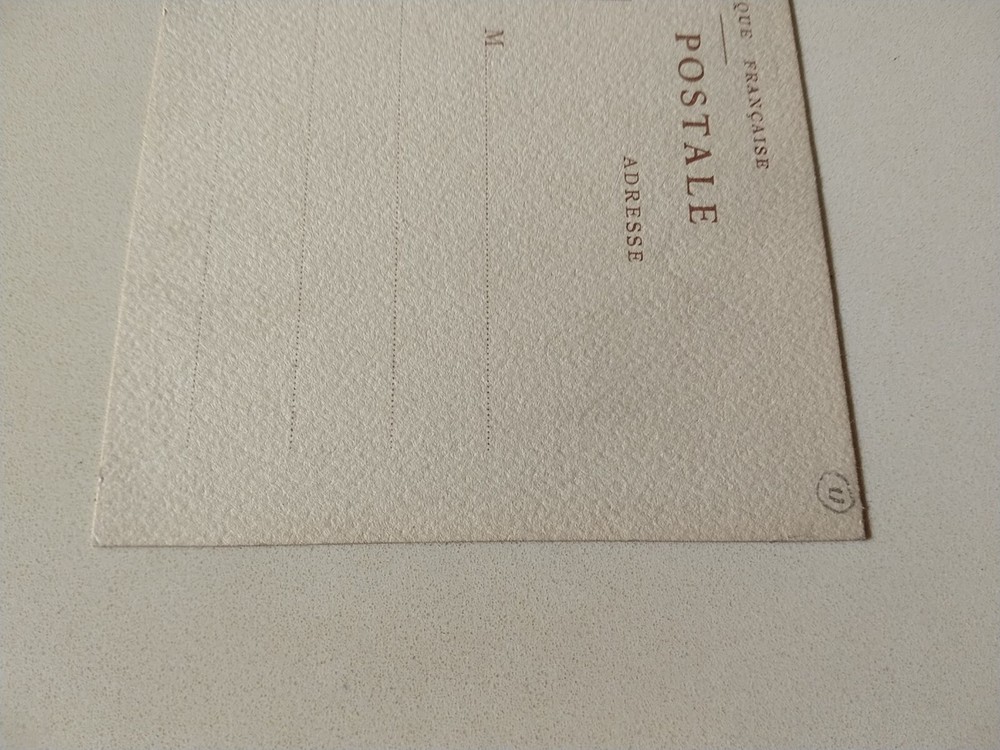 QUE FRANÇAISE
POSTALE
ADRESSE
M